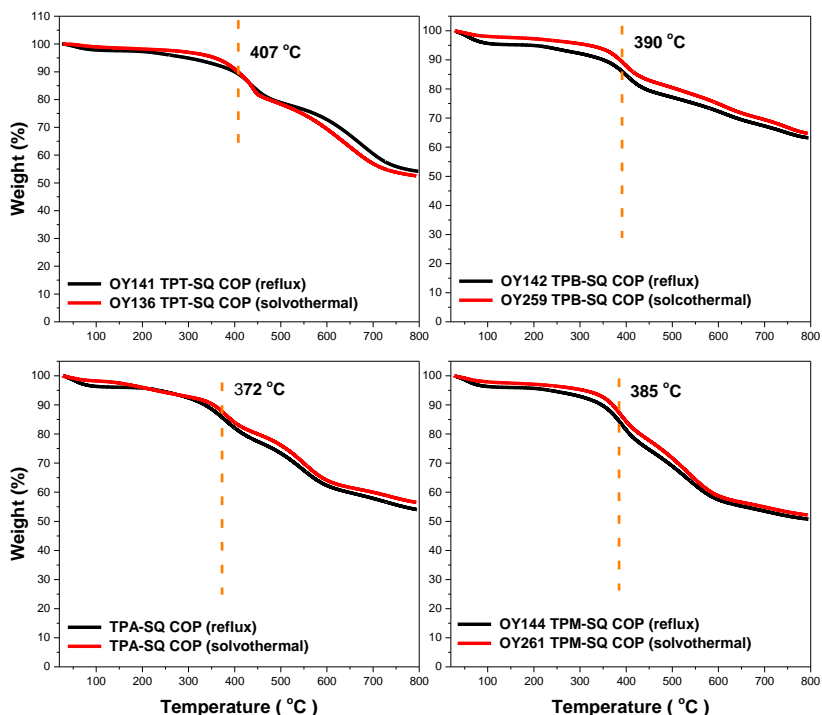 110
100
90
80
70
60
50
40
30
20
10
0
Weight (%)
407 °C
OY141 TPT-SQ COP (reflux)
OY136 TPT-SQ COP (solvothermal)
100 200 300 400 500 600 700 800
100
90
80
70
60
50
40
30
20
10
0
390 °C
OY142 TPB-SQ COP (reflux)
OY259 TPB-SQ COP (solcothermal)
100 200 300 400 500 600 700 800
100
90
80
70
60
50
40
30
20
10
0
Weight (%)
372 °C
TPA-SQ COP (reflux)
TPA-SQ COP (solvothermal)
100 200 300 400 500 600 700 800
Temperature ( °C )
100
90
80
70
60
50
40
30
20
10
0
385 °C
OY144 TPM-SQ COP (reflux)
OY261 TPM-SQ COP (solvothermal)
100 200 300 400 500 600 700 800
Temperature ( °C )